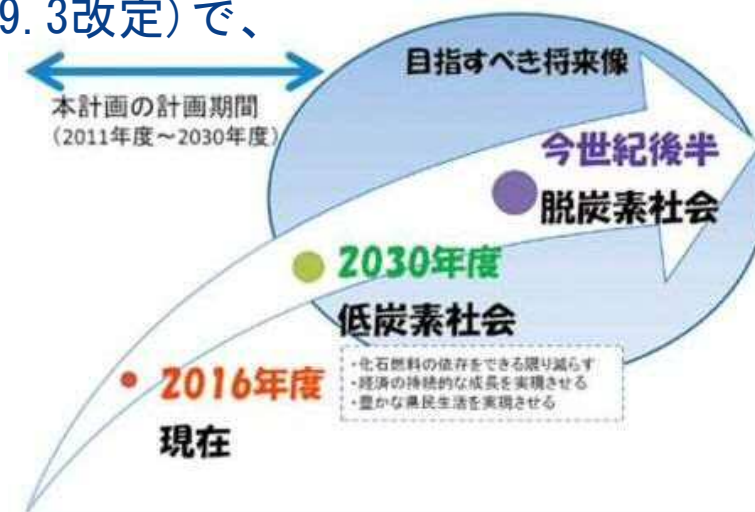 9.3改定)で、
目指すべき将来像
本計画の計画期間
(2011年度～2030年度)
今世紀後半
脱炭素社会
2030年度
低炭素社会
・化石燃料の依存をできる限り減らす
・経済の持続的な成長を実現させる
・豊かな県民生活を実現させる
2016年度
現在